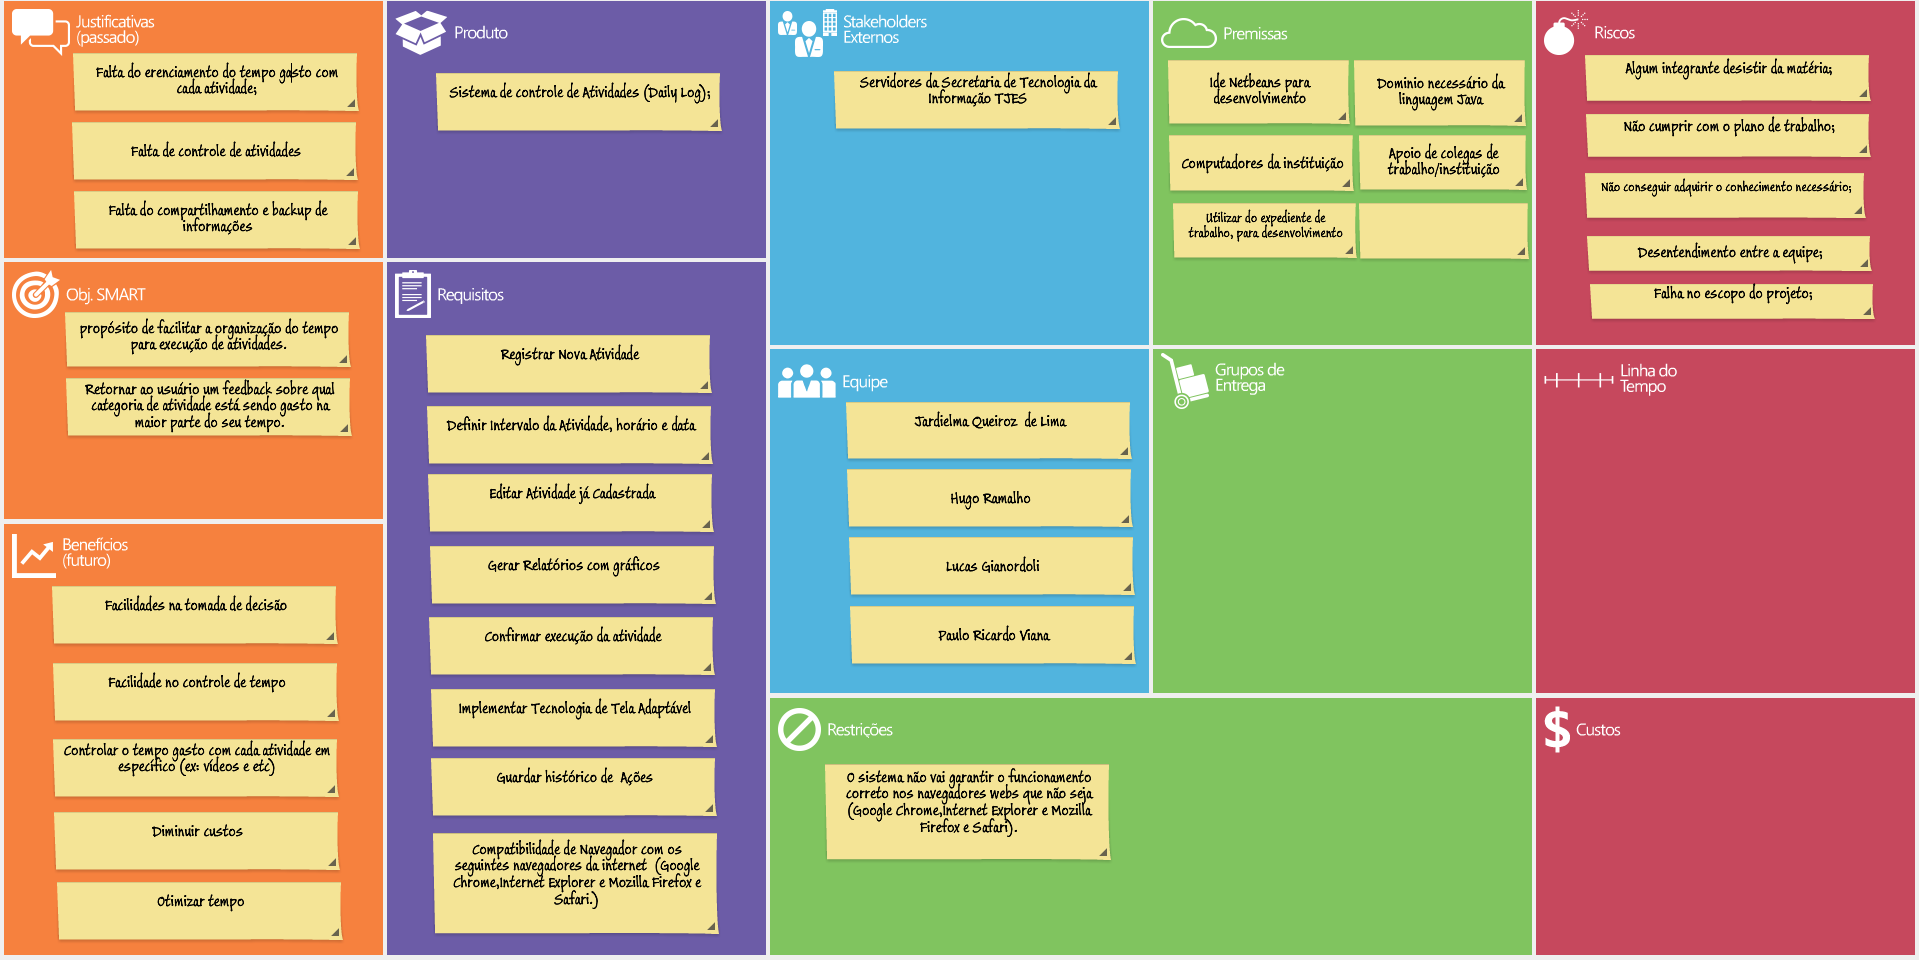 Justificativas
(passado)
Falta do erenciamento do tempo gasto com
cada atividade;
Falta de controle de atividades
Falta do compartilhamento e backup de
informações
Obj. SMART
propósito de facilitar a organização do tempo
para execução de atividades.
Retornar ao usuário um feedback sobre qual
categoria de atividade está sendo gasto na
maior parte do seu tempo.
Benefícios
(futuro)
Facilidades na tomada de decisão
Facilidade no controle de tempo
Controlar o tempo gasto com cada atividade em
específico (ex: vídeos e etc)
Diminuir custos
Otimizar tempo
Produto
Sistema de controle de Atividades (Daily Log);
Requisitos
Registrar Nova Atividade
Definir Intervalo da Atividade, horário e data
Editar Atividade já Cadastrada
Gerar Relatórios com gráficos
Confirmar execução da atividade
Implementar Tecnologia de Tela Adaptável
Guardar histórico de Ações
Compatibilidade de Navegador com os
seguintes navegadores da internet (Google
Chrome,Internet Explorer e Mozilla Firefox e
Safari.)
Stakeholders
Externos
Servidores da Secretaria de Tecnologia da
Informação TJES
Equipe
Jardielma Queiroz de Lima
Hugo Ramalho
Lucas Gianordoli
Paulo Ricardo Viana
Premissas
Ide Netbeans para
desenvolvimento
Dominio necessário da
linguagem Java
Computadores da instituição
Apoio de colegas de
trabalho/instituição
Utilizar do expediente de
trabalho, para desenvolvimento
Grupos de
Entrega
Restrições
O sistema não vai garantir o funcionamento
correto nos navegadores webs que não seja
(Google Chrome,Internet Explorer e Mozilla
Firefox e Safari).
Riscos
Algum integrante desistir da matéria;
Não cumprir com o plano de trabalho;
Não conseguir adquirir o conhecimento necessário;
Desentendimento entre a equipe;
Falha no escopo do projeto;
Linha do
Tempo
$ Custos